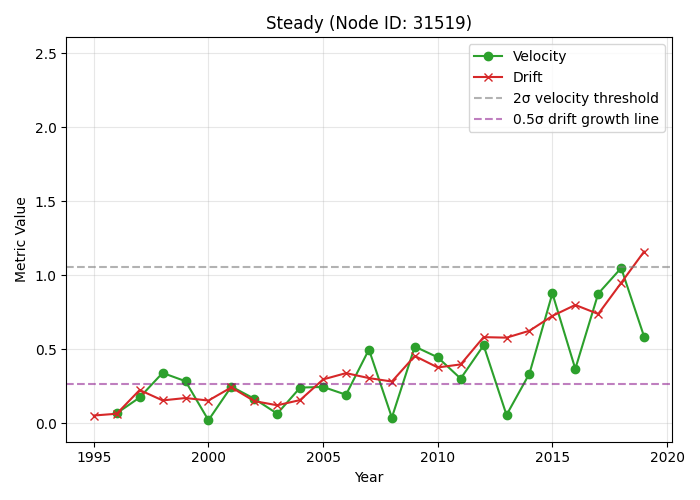 Steady (Node ID: 31519)
Velocity
Drift
2σ velocity threshold
0.5σ drift growth line
Metric Value
2.5
2.0
1.5
1.0
0.5
0.0
1995 2000 2005 2010 2015 2020
Year